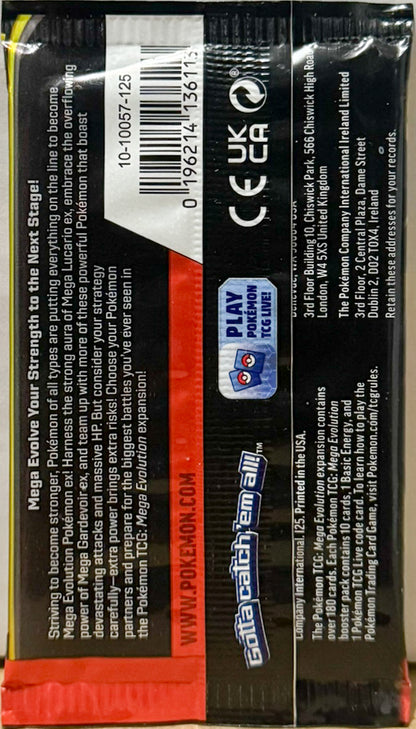 Mega Evolve Your Strength to the Next Stage!
Striving to become stronger, Pokémon of all types are putting everything on the line to become
Mega Evolution Pokémon ex! Harness the strong aura of Mega Lucario ex, embrace the overflowing
power of Mega Gardevoir ex, and team up with more of these powerful Pokémon that boast
devastating attacks and massive HP. But consider your strategy
carefully—extra power brings extra risks! Choose your Pokémon
partners and prepare for the biggest battles you've ever seen in
the Pokémon TCG: Mega Evolution expansion!
10-10057-125
0 196214 13611
WWW.POKEMON.COM
Gotta catch 'em all!™
PLAY
POKÉMON
TCG LIVE!
CE UK
CA ®
Company International. 125. Printed in the USA.
The Pokémon TCG: Mega Evolution expansion contains
over 180 cards. Each Pokémon TCG: Mega Evolution
booster pack contains 10 cards, 1 Basic Energy, and
1 Pokémon TCG Live code card. To learn how to play the
Pokémon Trading Card Game, visit Pokemon.com/tcgrules.
3rd Floor Building 10, Chiswick Park, 566 Chiswick High Road
London, W4 5XS United Kingdom
The Pokémon Company International Ireland Limited
3rd Floor, 2 Central Plaza, Dame Street
Dublin 2, D02 T0X4, Ireland
Retain these addresses for your records.